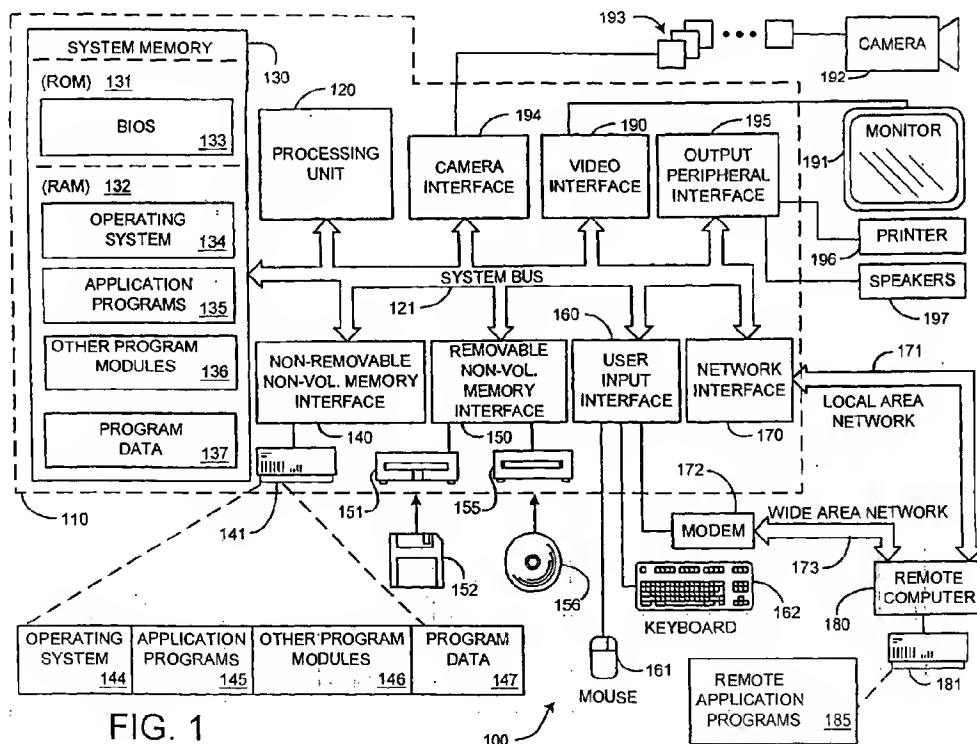 SYSTEM MEMORY
130
(ROM) 131
BIOS
133
(RAM) 132
OPERATING
SYSTEM
134
APPLICATION
PROGRAMS
135
OTHER PROGRAM
MODULES
136
PROGRAM
DATA
137
110
120
PROCESSING
UNIT
194
CAMERA
INTERFACE
190
VIDEO
INTERFACE
195
OUTPUT
PERIPHERAL
INTERFACE
193
CAMERA
192
MONITOR
191
PRINTER
196
SPEAKERS
197
SYSTEM BUS
121
160
NON-REMOVABLE
NON-VOL. MEMORY
INTERFACE
140
REMOVABLE
NON-VOL.
MEMORY
INTERFACE
150
USER
INPUT
INTERFACE
NETWORK
INTERFACE
170
171
LOCAL AREA
NETWORK
141
151
155
152
156
172
MODEM
WIDE AREA NETWORK
173
162
KEYBOARD
161
MOUSE
REMOTE
COMPUTER
180
181
REMOTE
APPLICATION
PROGRAMS
185
OPERATING
SYSTEM
144
APPLICATION
PROGRAMS
145
OTHER PROGRAM
MODULES
146
PROGRAM
DATA
147
FIG. 1
100